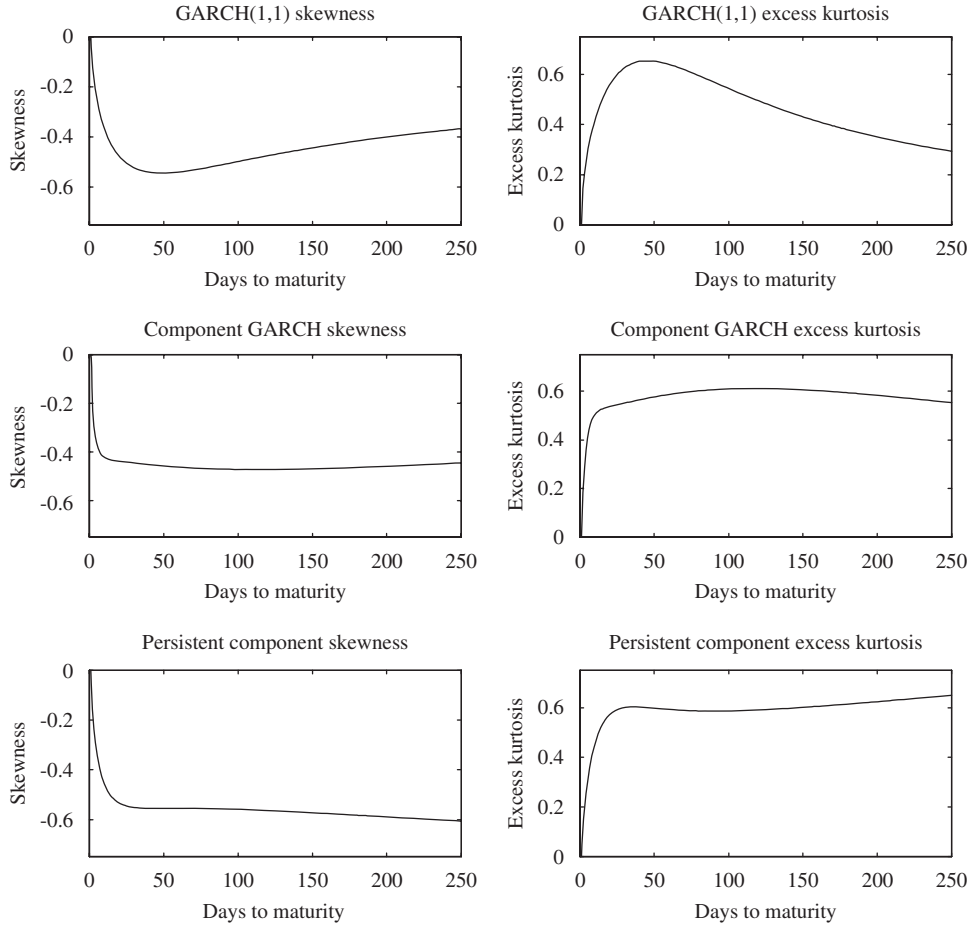 GARCH(1,1) skewness
0
-0.2
-0.4
-0.6
Skewness
0 50 100 150 200 250
Days to maturity
GARCH(1,1) excess kurtosis
0.6
0.4
0.2
0
Excess kurtosis
0 50 100 150 200 250
Days to maturity
Component GARCH skewness
0
-0.2
-0.4
-0.6
Skewness
0 50 100 150 200 250
Days to maturity
Component GARCH excess kurtosis
0.6
0.4
0.2
0
Excess kurtosis
0 50 100 150 200 250
Days to maturity
Persistent component skewness
0
-0.2
-0.4
-0.6
Skewness
0 50 100 150 200 250
Days to maturity
Persistent component excess kurtosis
0.6
0.4
0.2
0
Excess kurtosis
0 50 100 150 200 250
Days to maturity